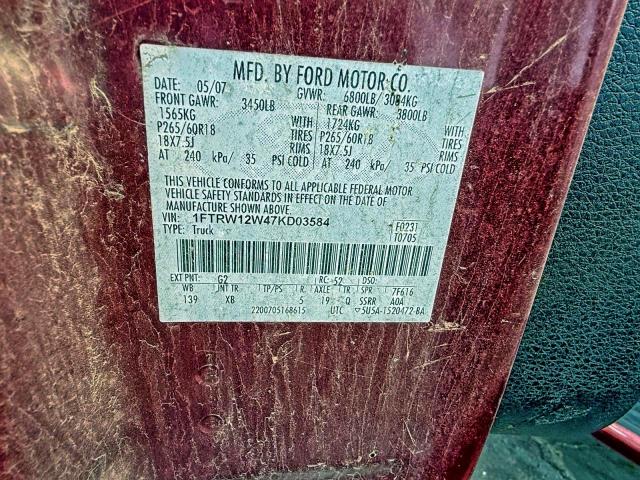 MFD. BY FORD MOTOR CO.
DATE: 05/07 GVWR: 6800LB/ 3084KG
FRONT GAWR: 3450LB REAR GAWR: 3800LB
1565KG WITH 1724KG WITH
P265/60R18 TIRES P265/60R18 TIRES
18X7.5J RIMS 18X7.5J RIMS
AT 240 kPa/ 35 PSI COLD AT 240 kPa/ 35 PSI COLD
THIS VEHICLE CONFORMS TO ALL APPLICABLE FEDERAL MOTOR
VEHICLE SAFETY STANDARDS IN EFFECT ON THE DATE OF
MANUFACTURE SHOWN ABOVE.
VIN: 1FTRW12W47KD03584 F0231
TYPE: Truck T0705
EXT PNT: G2 RC: 52 DSO:
WB INT TR TP/PS R AXLE TR SPR 7F616
139 XB 5 19 Q SSRR A0A
2200705168615 UTC ▽5U5A-1520472-BA